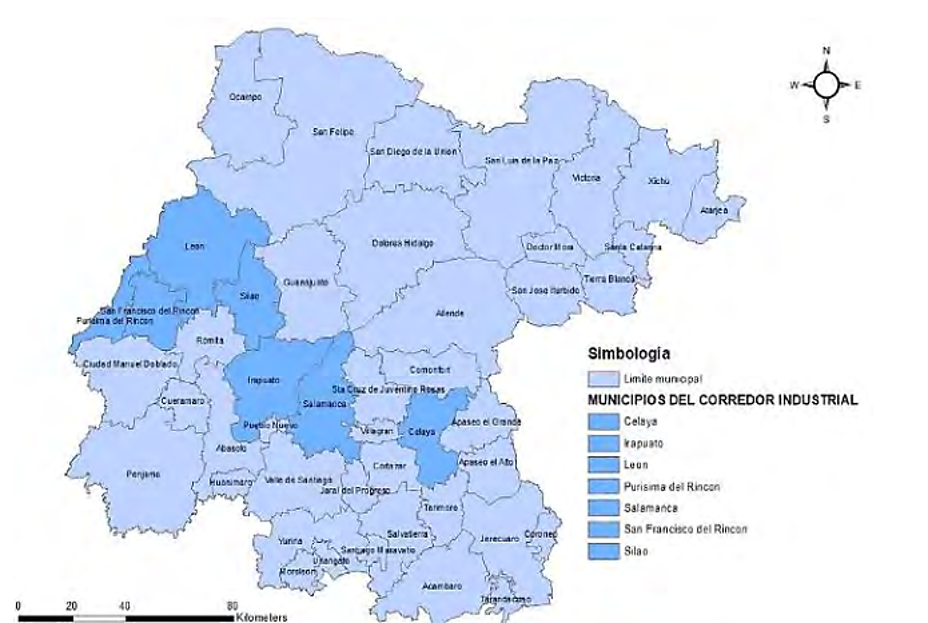 N
W E
S
Ocampo
San Felipe
San Diego de la Union
San Luis de la Paz
Victoria
Xichú
Atarjea
Leon
Dolores Hidalgo
Doctor Mora
Santa Catarina
Guanajuato
Silao
San Jose Iturbide
Tierra Blanca
San Francisco del Rincon
Purisima del Rincon
Allende
Romita
Ciudad Manuel Doblado
Comonfort
Irapuato
Sta Cruz de Juventino Rosas
Cueramaro
Salamanca
Pueblo Nuevo
Villagran
Celaya
Apaseo el Grande
Abasolo
Cortazar
Apaseo el Alto
Penjamo
Huanimaro
Valle de Santiago
Jaral del Progreso
Tarimoro
Yuriria
Salvatierra
Jerecuaro
Coroneo
Santiago Maravatio
Uriangato
Moroleon
Acambaro
Tarandacuao
Simbología
Limite municipal
MUNICIPIOS DEL CORREDOR INDUSTRIAL
Celaya
Irapuato
Leon
Purisima del Rincon
Salamanca
San Francisco del Rincon
Silao
0 20 40 80
Kilometers